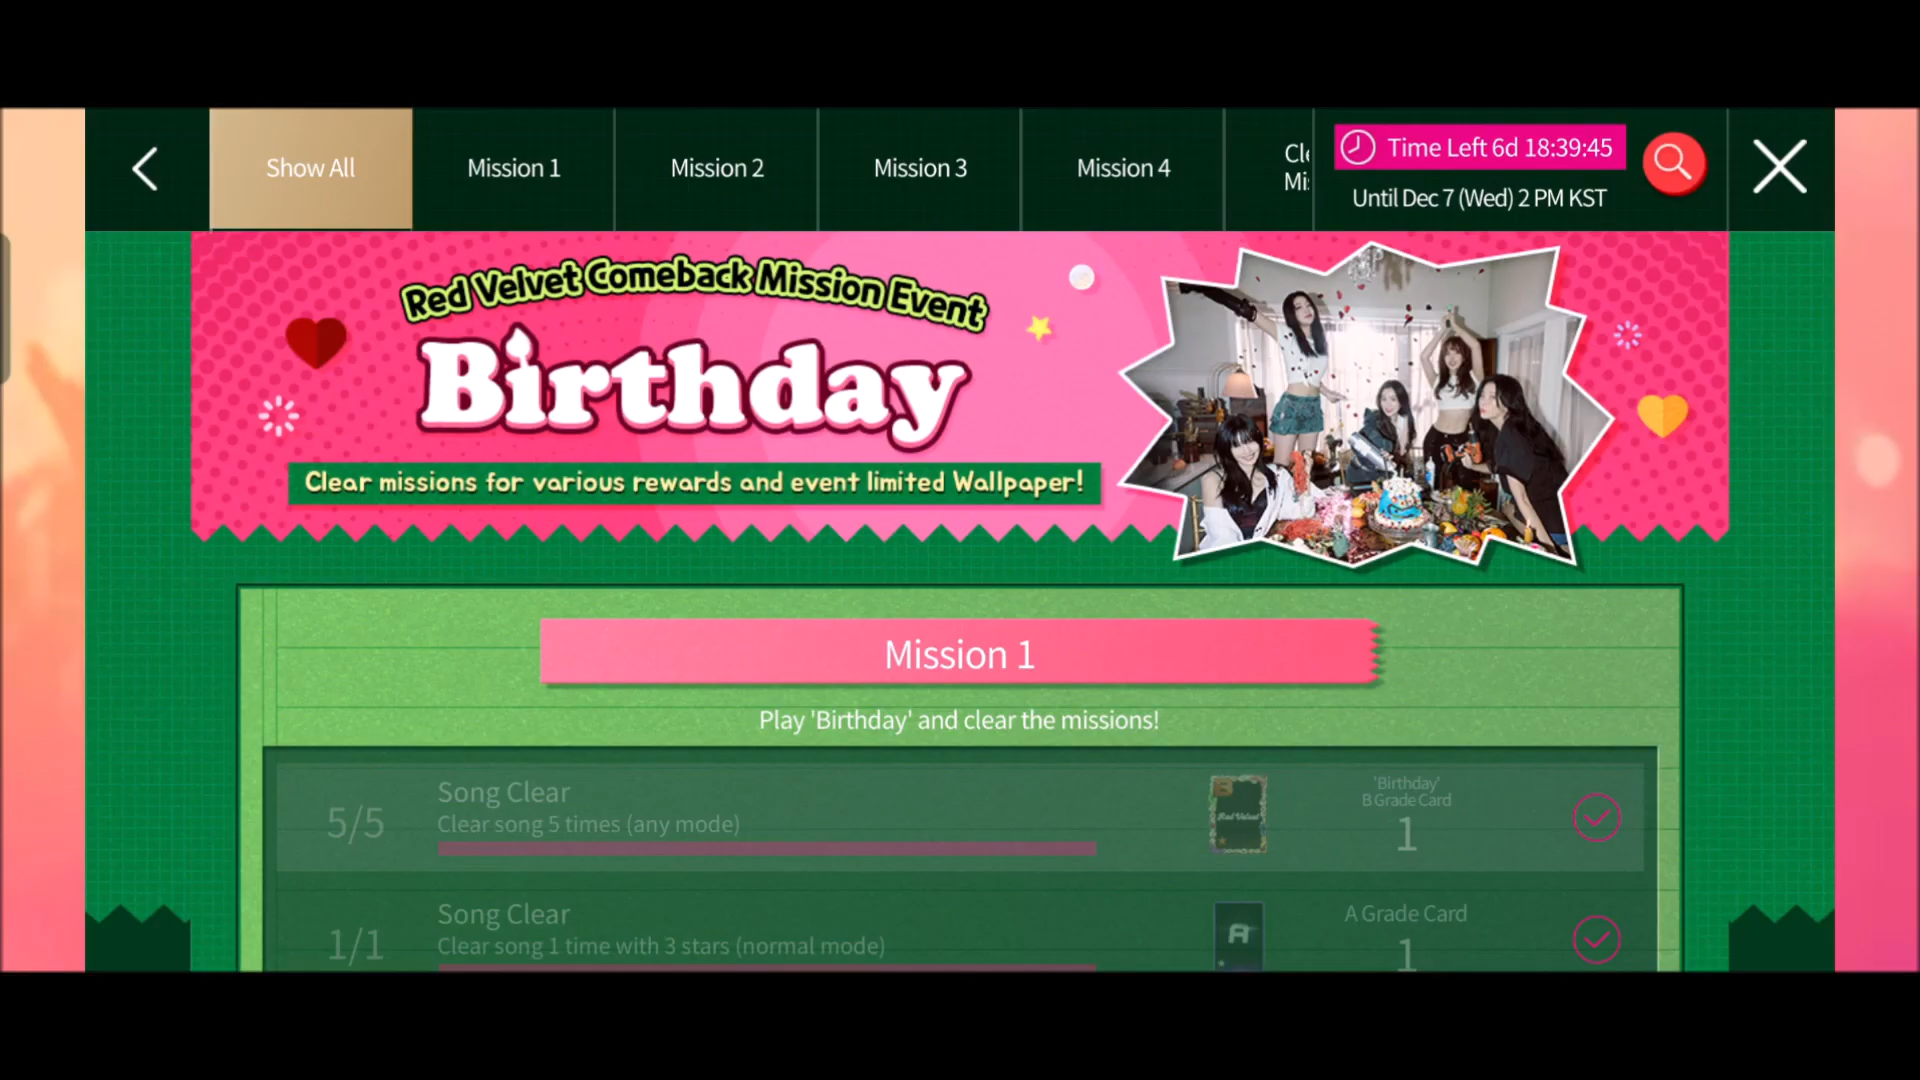 Show All
Mission 1
Mission 2
Mission 3
Mission 4
Time Left 6d 18:39:45
Until Dec 7 (Wed) 2 PM KST
Red Velvet Comeback Mission Event
Birthday
Clear missions for various rewards and event limited Wallpaper!
Mission 1
Play 'Birthday' and clear the missions!
5/5
Song Clear
Clear song 5 times (any mode)
B
Red Velvet
'Birthday'
B Grade Card
1
1/1
Song Clear
Clear song 1 time with 3 stars (normal mode)
A
A Grade Card
1